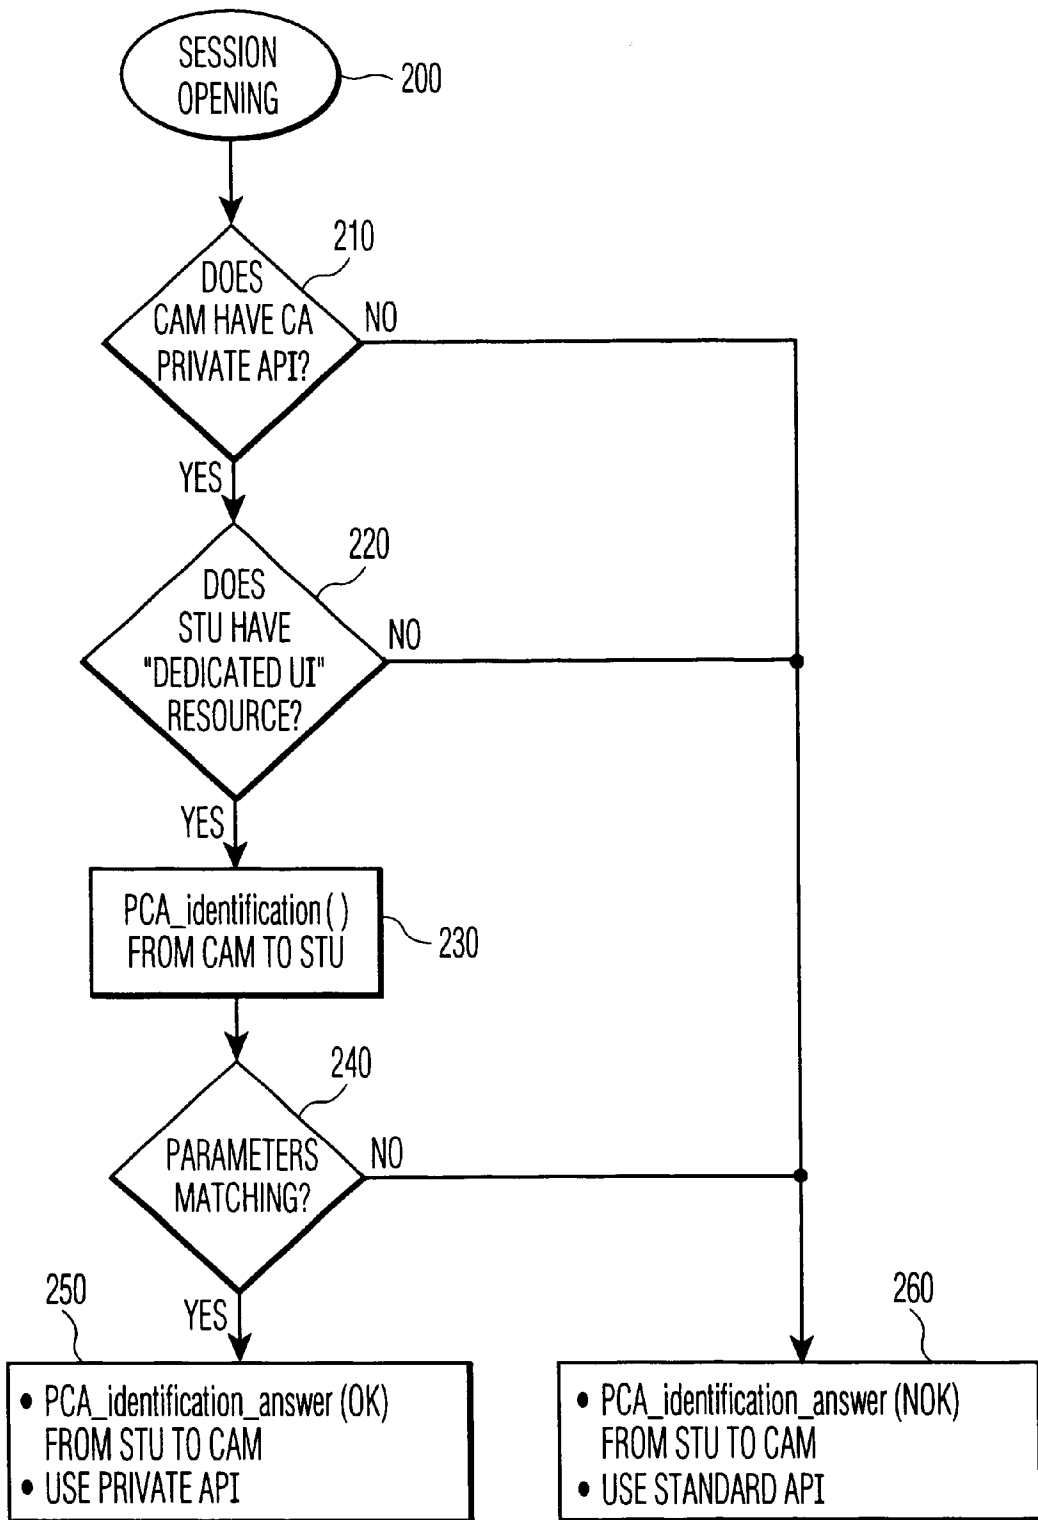 SESSION
OPENING
200
210
DOES
CAM HAVE CA
PRIVATE API?
NO
YES
220
DOES
STU HAVE
"DEDICATED UI"
RESOURCE?
NO
YES
PCA_identification ( )
FROM CAM TO STU
230
240
PARAMETERS
MATCHING?
NO
YES
250
• PCA_identification_answer (OK)
FROM STU TO CAM
• USE PRIVATE API
260
• PCA_identification_answer (NOK)
FROM STU TO CAM
• USE STANDARD API